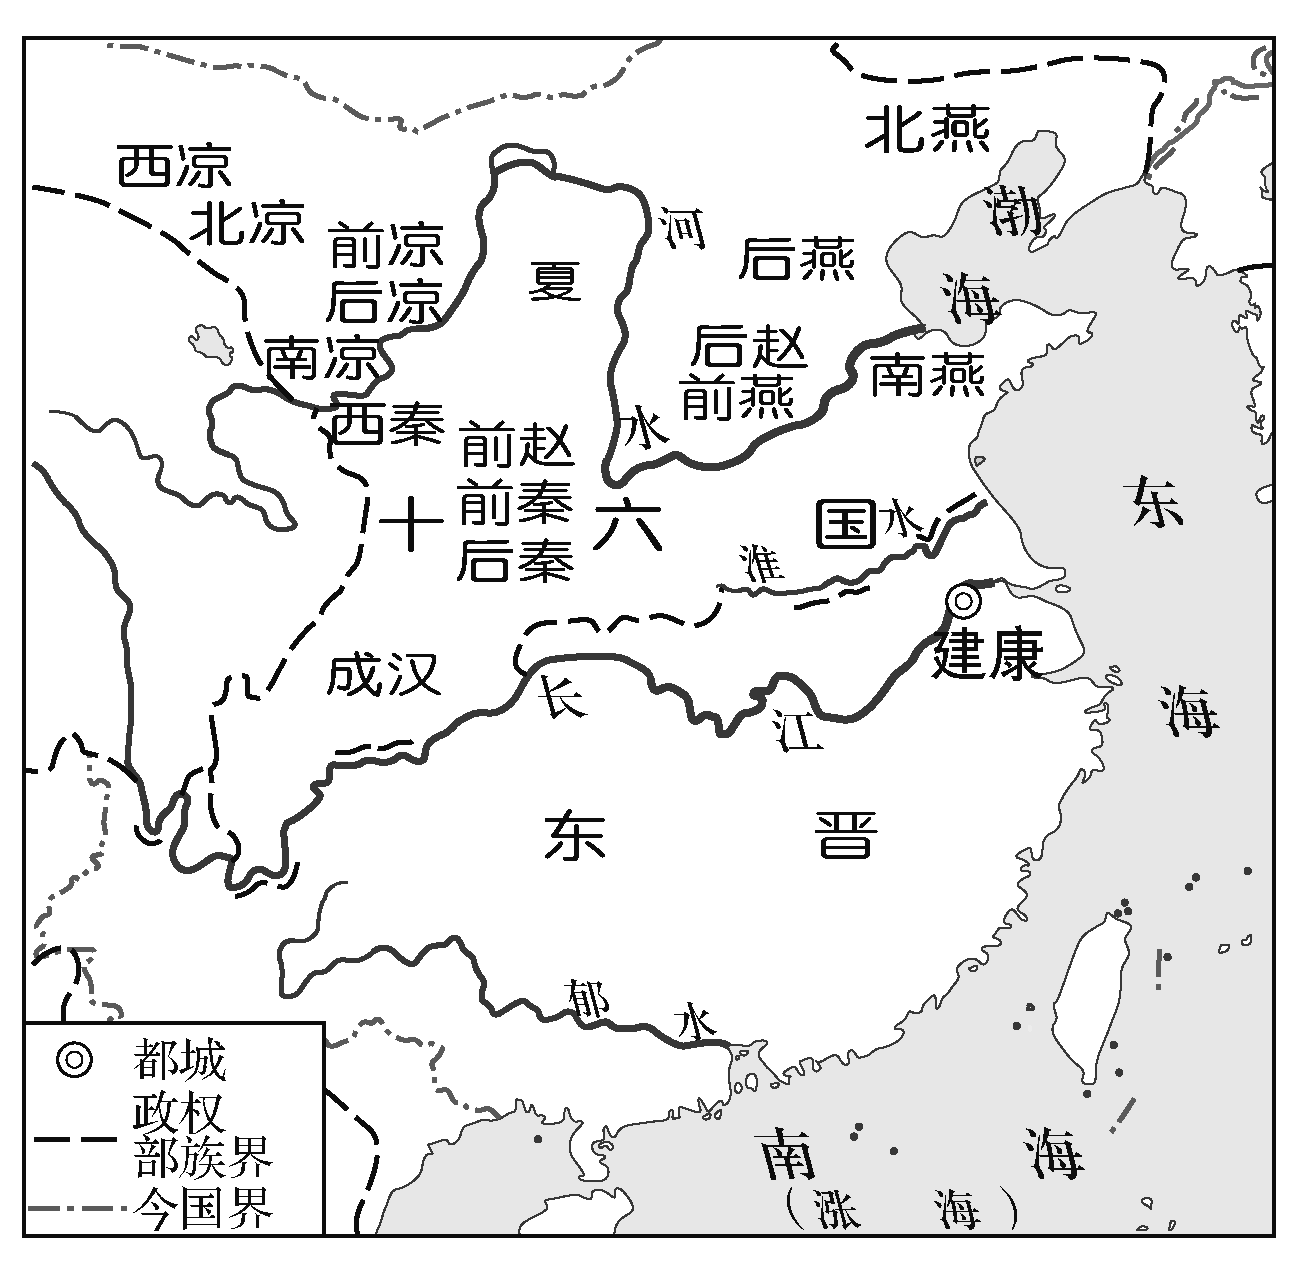 北燕
西凉
北凉
前凉
后凉
南凉
夏
河
水
后燕
后赵
前燕
南燕
渤
海
西秦
前赵
前秦
后秦
十六国
淮
水
东
海
建康
成汉
长
江
东晋
郁
水
南海
（涨海）
都城
政权
部族界
今国界